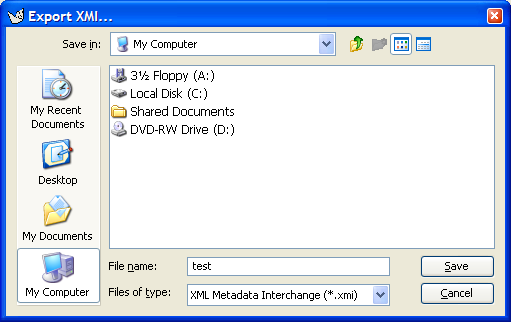 Export XMI...
Save in: My Computer
My Recent
Documents
Desktop
My Documents
My Computer
3½ Floppy (A:)
Local Disk (C:)
Shared Documents
DVD-RW Drive (D:)
File name: test
Save
Files of type: XML Metadata Interchange (*.xmi)
Cancel